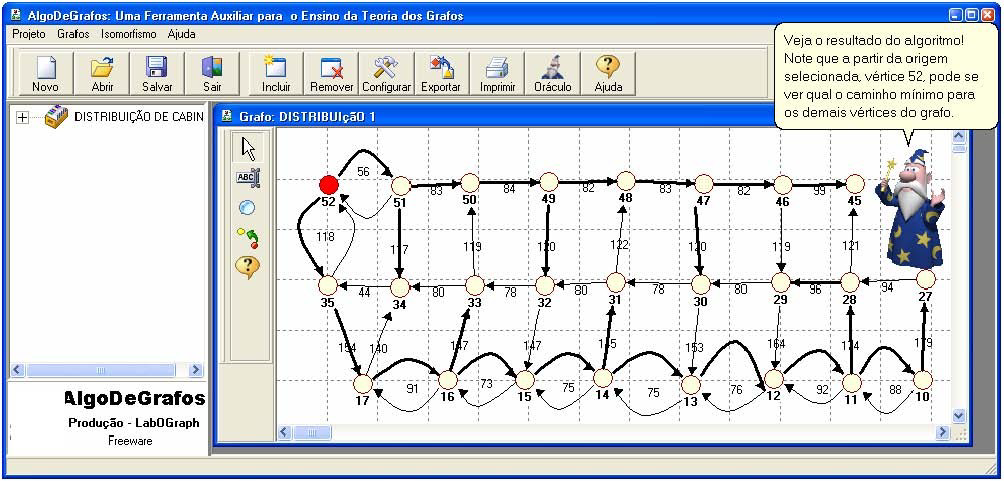 AlgoDeGrafos: Uma Ferramenta Auxiliar para o Ensino da Teoria dos Grafos
Projeto Grafos Isomorfismo Ajuda
Novo Abrir Salvar Sair Incluir Remover Configurar Exportar Imprimir Oráculo Ajuda
Veja o resultado do algoritmo!
Note que a partir da origem
selecionada, vértice 52, pode se
ver qual o caminho mínimo para
os demais vértices do grafo.
DISTRIBUIÇÃO DE CABIN
Grafo: DISTRIBUIçãO 1
ABC
56 83 84 82 83 82 99
52 51 50 49 48 47 46 45
118 117 119 120 122 120 119 121
44 80 78 80 78 80 96 94
35 34 33 32 31 30 29 28 27
194 140 147 147 145 153 164 174 179
91 73 75 75 76 92 88
17 16 15 14 13 12 11 10
AlgoDeGrafos
Produção - LabOGraph
Freeware